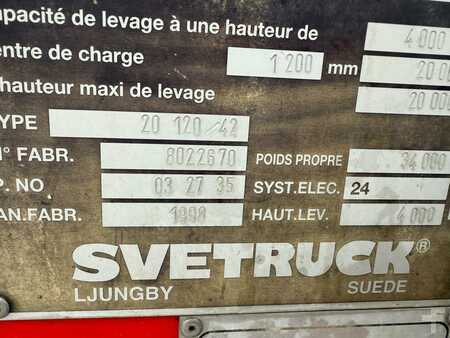 apacité de levage à une hauteur de 4 000
entre de charge 1 200 mm 20 00
hauteur maxi de levage 20 000
YPE 20 120/42
N° FABR. 8022670 POIDS PROPRE 34 000
P. NO 03 27 35 SYST.ELEC. 24
AN.FABR. 1998 HAUT.LEV. 4 000
SVETRUCK®
LJUNGBY SUEDE